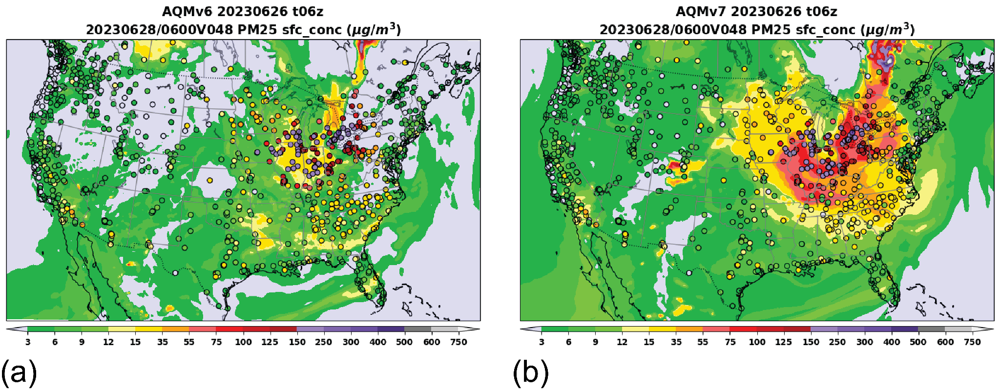 AQMv6 20230626 t06z
20230628/0600V048 PM25 sfc_conc (μg/m³)
3 6 9 12 15 35 55 75 100 125 150 250 300 400 500 600 750
(a)
AQMv7 20230626 t06z
20230628/0600V048 PM25 sfc_conc (μg/m³)
3 6 9 12 15 35 55 75 100 125 150 250 300 400 500 600 750
(b)